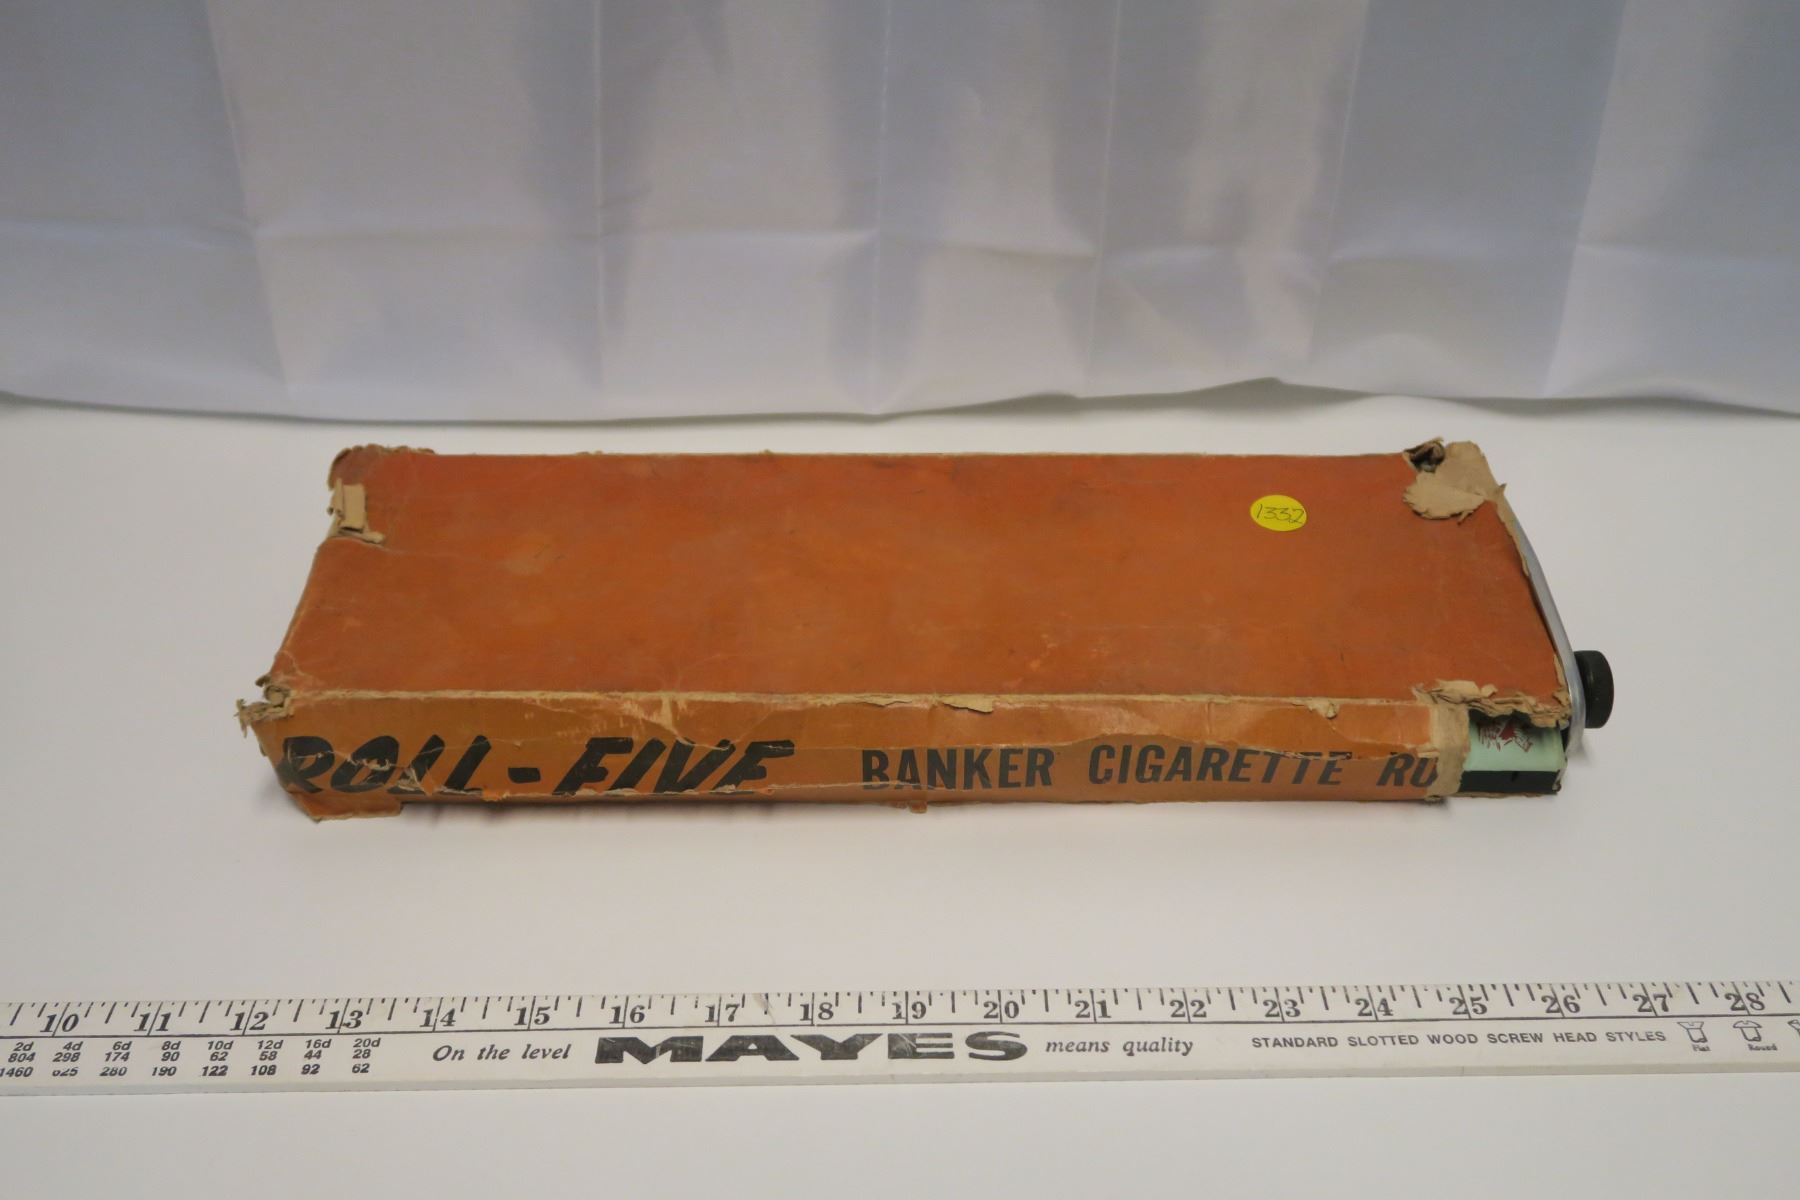 1332
ROLL-FIVE BANKER CIGARETTE RO
10 11 12 13 14 15 16 17 18 19 20 21 22 23 24 25 26 27 28
2d 4d 6d 8d 10d 12d 16d 20d
804 298 174 90 62 58 44 28
1460 625 280 190 122 108 92 62
On the level MAYES means quality
STANDARD SLOTTED WOOD SCREW HEAD STYLES
Flat Round